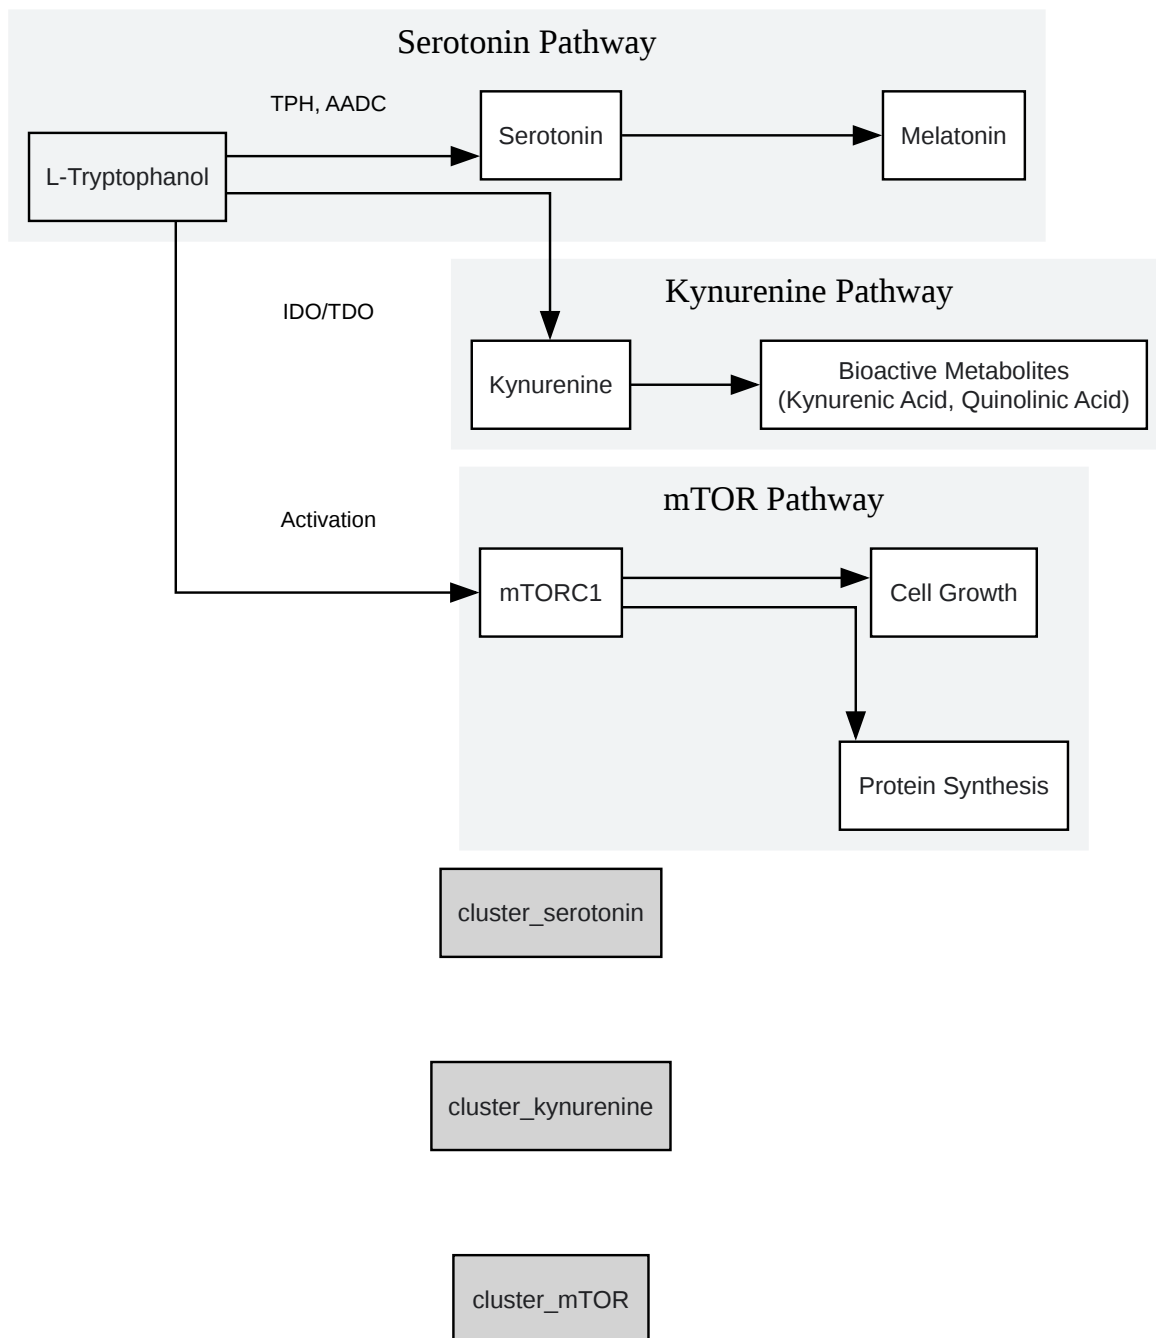 Serotonin Pathway
TPH, AADC
L-Tryptophanol
Serotonin
Melatonin
IDO/TDO
Kynurenine Pathway
Kynurenine
Bioactive Metabolites
(Kynurenic Acid, Quinolinic Acid)
mTOR Pathway
Activation
mTORC1
Cell Growth
Protein Synthesis
cluster_serotonin
cluster_kynurenine
cluster_mTOR